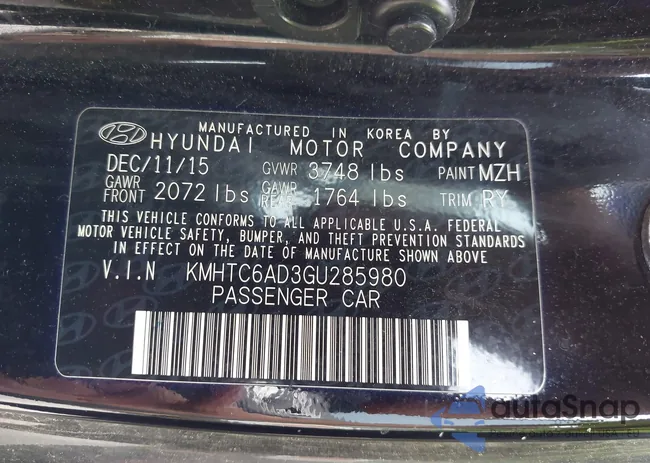 MANUFACTURED IN KOREA BY
HYUNDAI MOTOR COMPANY
DEC/11/15 GVWR 3748 lbs PAINT MZH
GAWR FRONT 2072 lbs GAWR REAR 1764 lbs TRIM RY
THIS VEHICLE CONFORMS TO ALL APPLICABLE U.S.A. FEDERAL
MOTOR VEHICLE SAFETY, BUMPER, AND THEFT PREVENTION STANDARDS
IN EFFECT ON THE DATE OF MANUFACTURE SHOWN ABOVE
V.I.N KMHTC6AD3GU285980
PASSENGER CAR
autoSnap